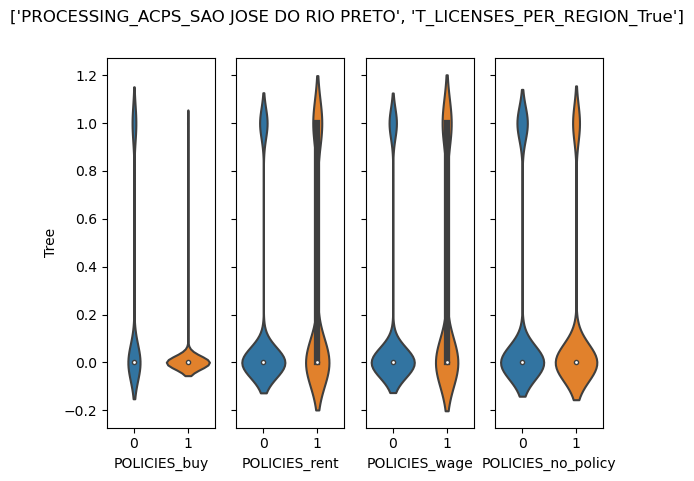 ['PROCESSING_ACPS_SAO JOSE DO RIO PRETO', 'T_LICENSES_PER_REGION_True']
1.2
1.0
0.8
0.6
0.4
0.2
0.0
−0.2
Tree
0 1 0 1 0 1 0 1
POLICIES_buy POLICIES_rent POLICIES_wage POLICIES_no_policy